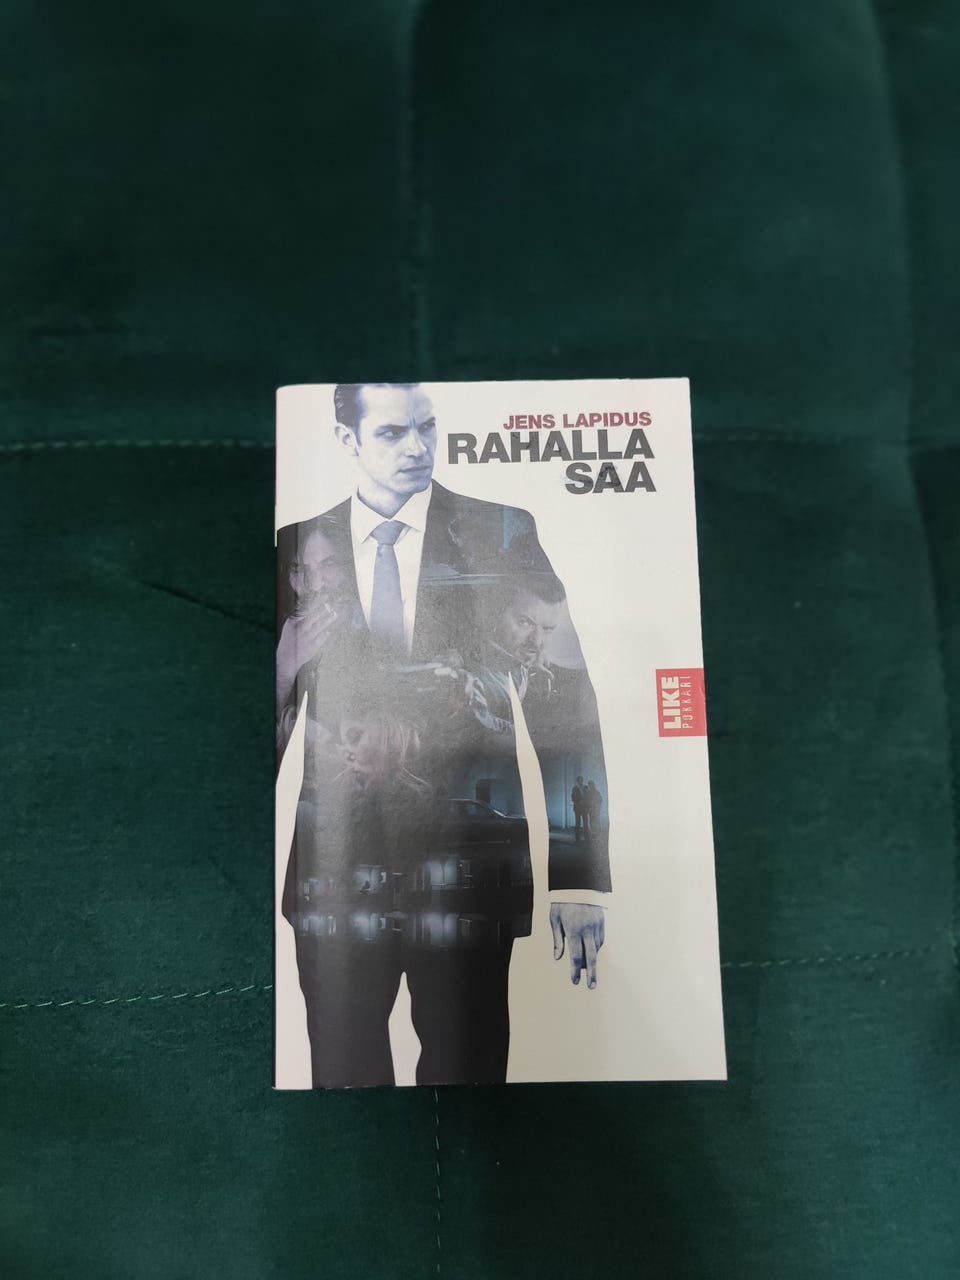 JENS LAPIDUS
RAHALLA
SAA
LIKE
POKKARI